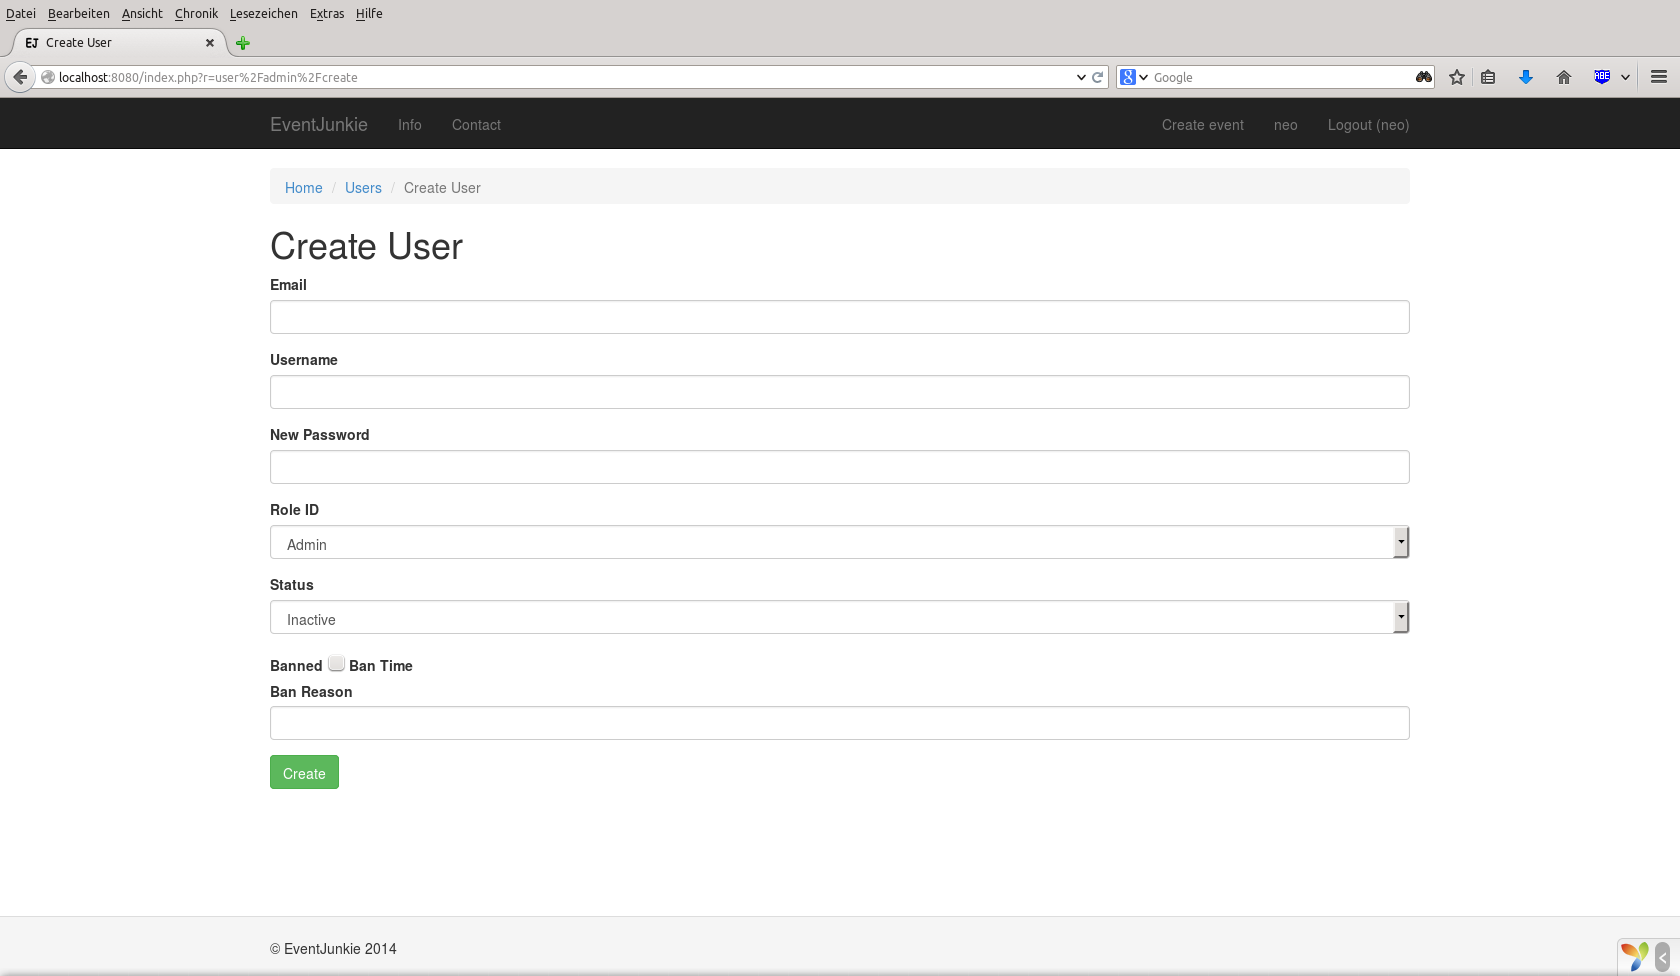 Datei Bearbeiten Ansicht Chronik Lesezeichen Extras Hilfe
EJ Create User
localhost:8080/index.php?r=user%2Fadmin%2Fcreate
8 Google
ABE
EventJunkie Info Contact Create event neo Logout (neo)
Home / Users / Create User
Create User
Email
Username
New Password
Role ID
Admin
Status
Inactive
Banned Ban Time
Ban Reason
Create
© EventJunkie 2014